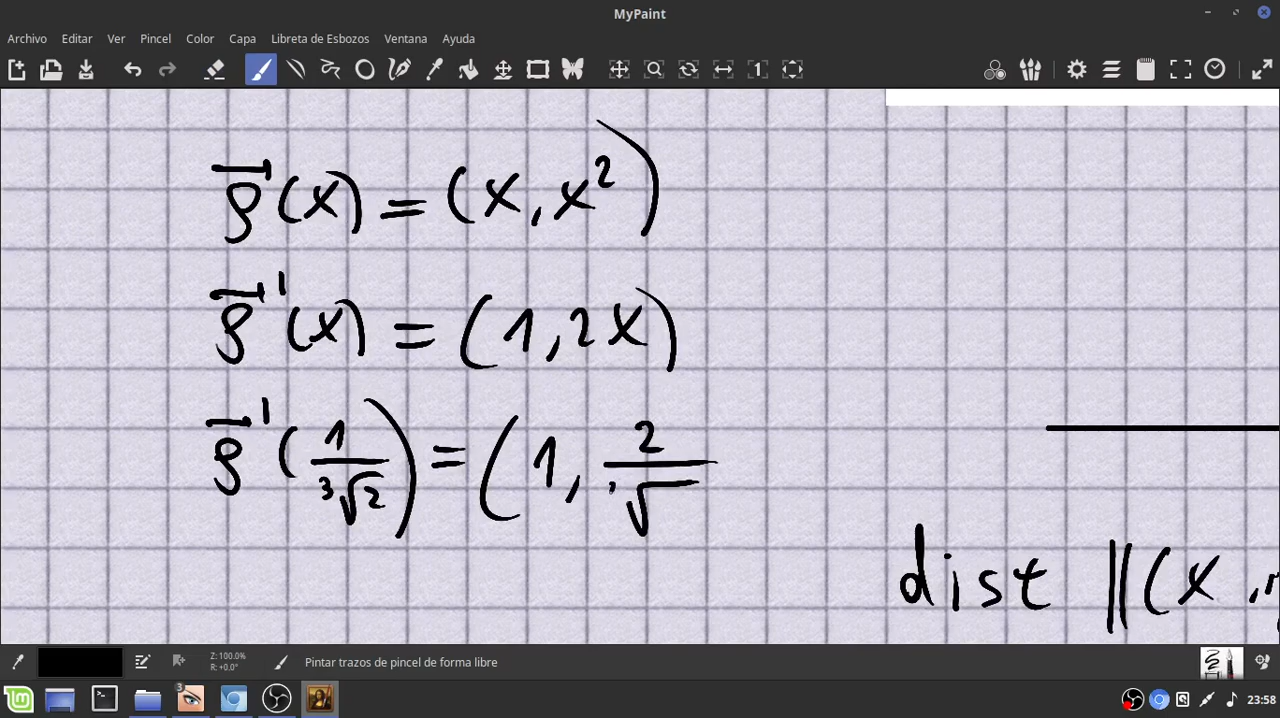 MyPaint
Archivo Editar Ver Pincel Color Capa Libreta de Esbozos Ventana Ayuda
ρ⃗(x) = (x, x²)
ρ⃗'(x) = (1, 2x)
ρ⃗'(1/∛2) = (1, 2/√
dist ||(x,
Z: 100.0%
R: +0.0°
Pintar trazos de pincel de forma libre
3
23:58